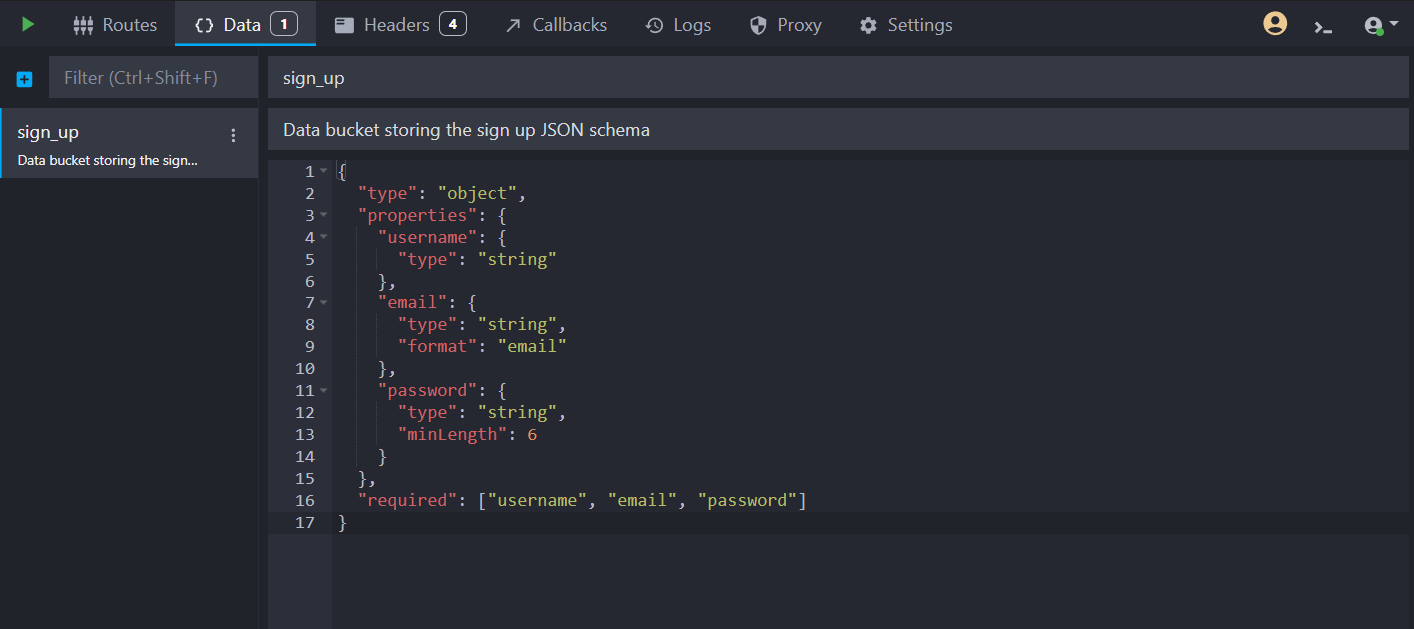 Routes Data 1 Headers 4 Callbacks Logs Proxy Settings
Filter (Ctrl+Shift+F)
sign_up
sign_up
Data bucket storing the sign...
Data bucket storing the sign up JSON schema
1 {
2   "type": "object",
3   "properties": {
4     "username": {
5       "type": "string"
6     },
7     "email": {
8       "type": "string",
9       "format": "email"
10     },
11     "password": {
12       "type": "string",
13       "minLength": 6
14     }
15   },
16   "required": ["username", "email", "password"]
17 }